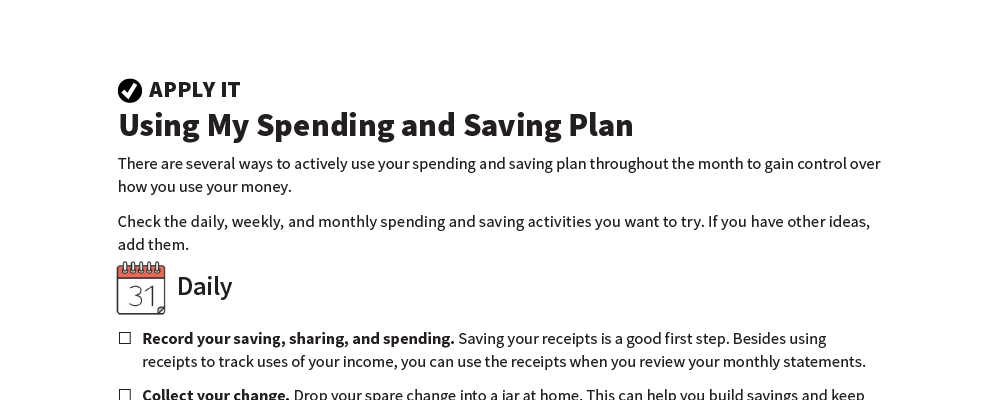 APPLY IT
Using My Spending and Saving Plan
There are several ways to actively use your spending and saving plan throughout the month to gain control over
how you use your money.
Check the daily, weekly, and monthly spending and saving activities you want to try. If you have other ideas,
add them.
31
Daily
☐ Record your saving, sharing, and spending. Saving your receipts is a good first step. Besides using
receipts to track uses of your income, you can use the receipts when you review your monthly statements.
☐ Collect your change. Drop your spare change into a jar at home. This can help you build savings and keep